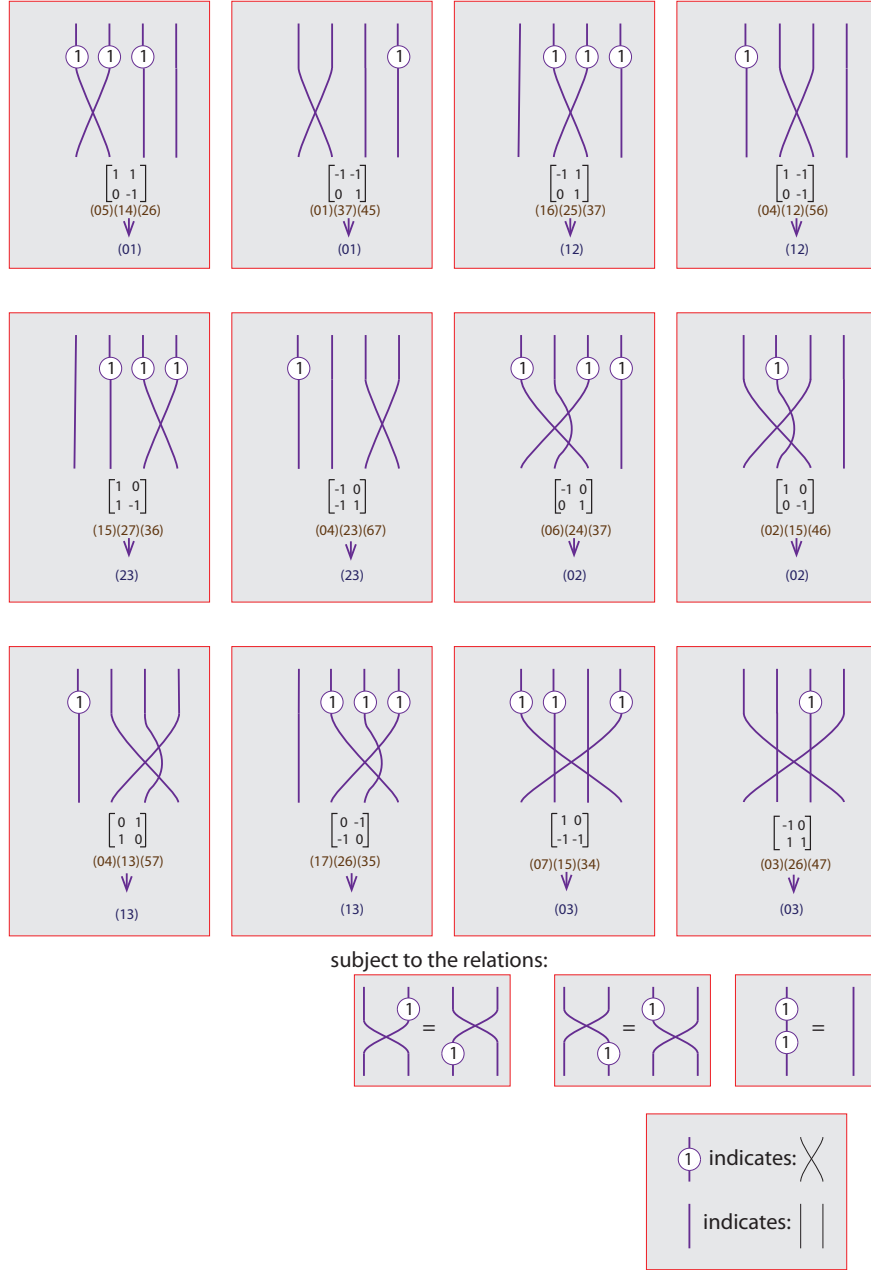 1 1 1 1 1 1 1 1
1 1 -1 -1 -1 1 1 -1
0 -1 0 1 0 1 0 -1
(05)(14)(26) (01)(37)(45) (16)(25)(37) (04)(12)(56)
(01) (01) (12) (12)
1 1 1 1 1 1 1 1
1 0 -1 0 -1 0 1 0
1 -1 -1 1 0 1 0 -1
(15)(27)(36) (04)(23)(67) (06)(24)(37) (02)(15)(46)
(23) (23) (02) (02)
1 1 1 1 1 1 1 1
0 1 0 -1 1 0 -1 0
1 0 -1 0 -1 -1 1 1
(04)(13)(57) (17)(26)(35) (07)(15)(34) (03)(26)(47)
(13) (13) (03) (03)
subject to the relations:
1 = 1
1 = 1
1 1 =
1 indicates:
indicates: